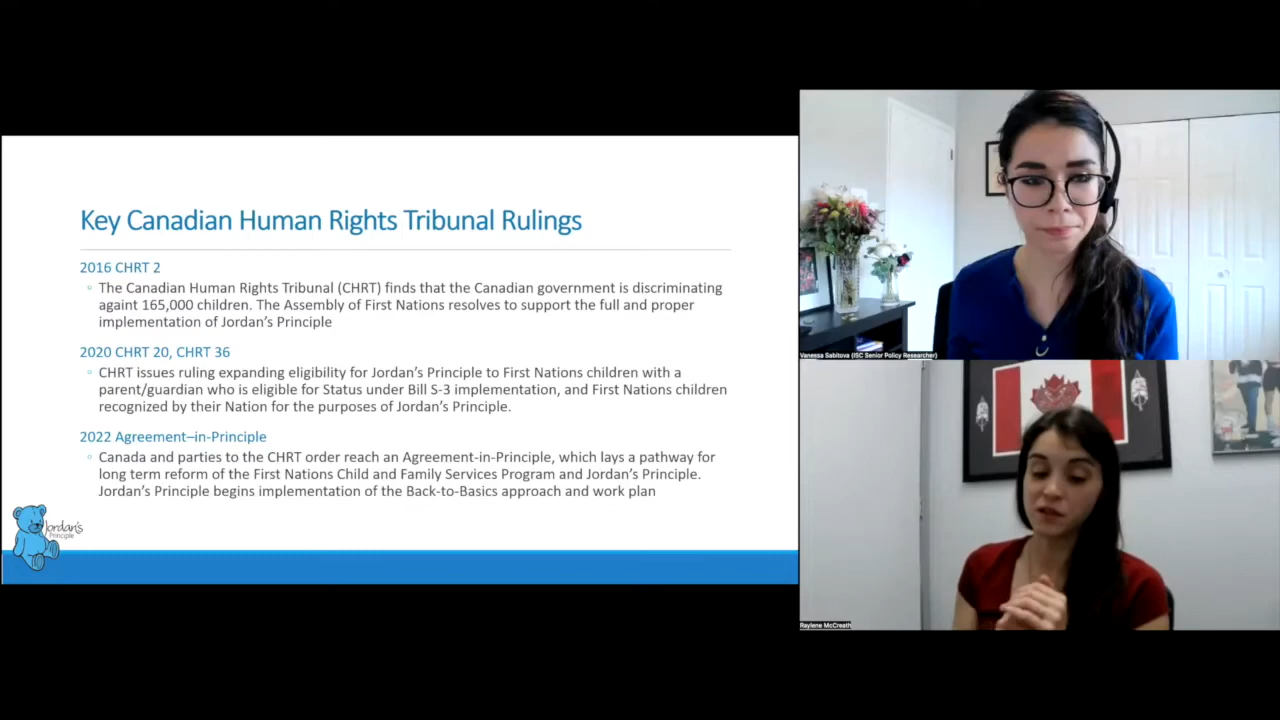 Key Canadian Human Rights Tribunal Rulings
2016 CHRT 2
The Canadian Human Rights Tribunal (CHRT) finds that the Canadian government is discriminating
againt 165,000 children. The Assembly of First Nations resolves to support the full and proper
implementation of Jordan's Principle
2020 CHRT 20, CHRT 36
CHRT issues ruling expanding eligibility for Jordan's Principle to First Nations children with a
parent/guardian who is eligible for Status under Bill S-3 implementation, and First Nations children
recognized by their Nation for the purposes of Jordan's Principle.
2022 Agreement–in-Principle
Canada and parties to the CHRT order reach an Agreement-in-Principle, which lays a pathway for
long term reform of the First Nations Child and Family Services Program and Jordan's Principle.
Jordan's Principle begins implementation of the Back-to-Basics approach and work plan
Jordan's
Principle
Vanessa Sabitova (ISC Senior Policy Researcher)
Raylene McCreath